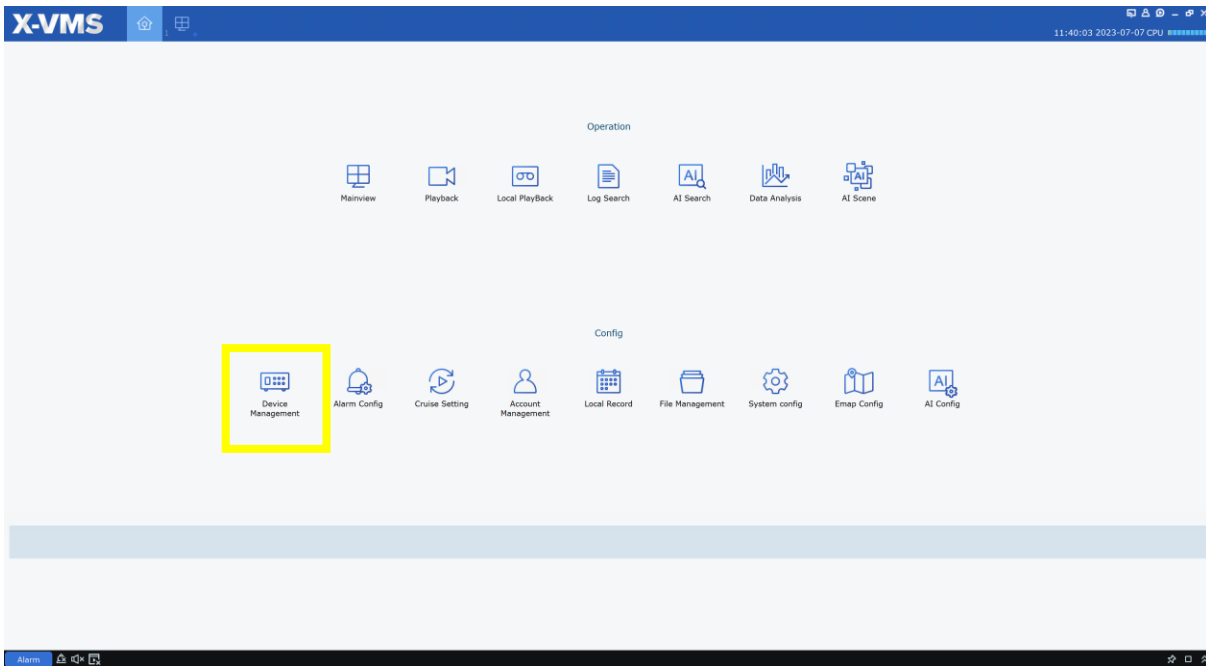 X-VMS
11:40:03 2023-07-07 CPU
Operation
Mainview
Playback
Local PlayBack
Log Search
AI Search
Data Analysis
AI Scene
Config
Device
Management
Alarm Config
Cruise Setting
Account
Management
Local Record
File Management
System config
Emap Config
AI Config
Alarm